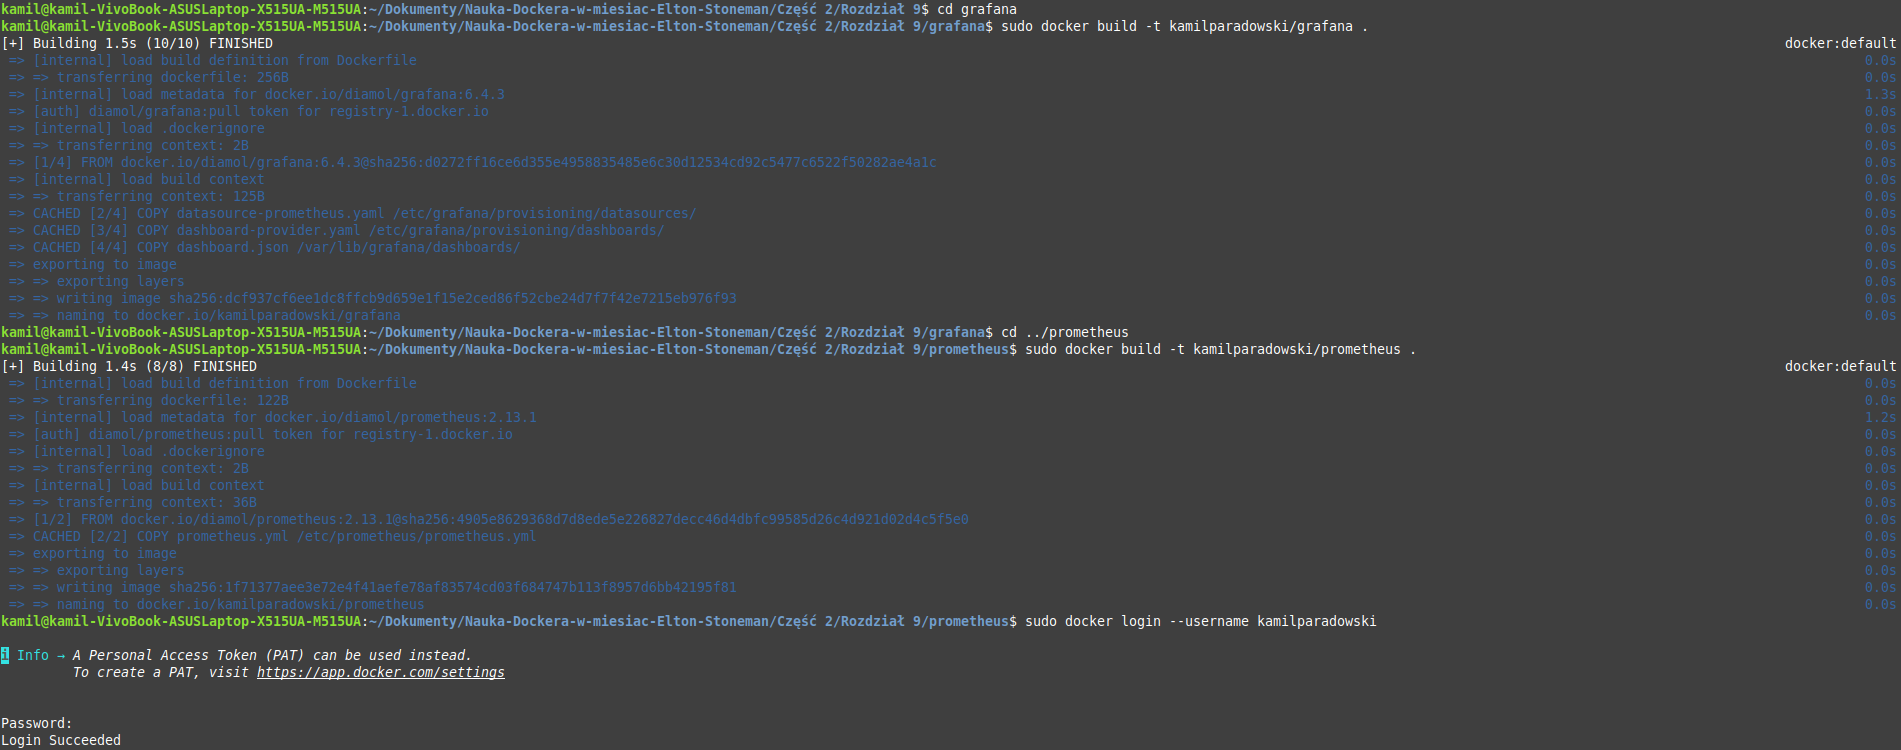 kamil@kamil-VivoBook-ASUSLaptop-X515UA-M515UA:~/Dokumenty/Nauka-Dockera-w-miesiac-Elton-Stoneman/Część 2/Rozdział 9$ cd grafana
kamil@kamil-VivoBook-ASUSLaptop-X515UA-M515UA:~/Dokumenty/Nauka-Dockera-w-miesiac-Elton-Stoneman/Część 2/Rozdział 9/grafana$ sudo docker build -t kamilparadowski/grafana .
[+] Building 1.5s (10/10) FINISHED docker:default
=> [internal] load build definition from Dockerfile 0.0s
=> => transferring dockerfile: 256B 0.0s
=> [internal] load metadata for docker.io/diamol/grafana:6.4.3 1.3s
=> [auth] diamol/grafana:pull token for registry-1.docker.io 0.0s
=> [internal] load .dockerignore 0.0s
=> => transferring context: 2B 0.0s
=> [1/4] FROM docker.io/diamol/grafana:6.4.3@sha256:d0272ff16ce6d355e4958835485e6c30d12534cd92c5477c6522f50282ae4a1c 0.0s
=> [internal] load build context 0.0s
=> => transferring context: 125B 0.0s
=> CACHED [2/4] COPY datasource-prometheus.yaml /etc/grafana/provisioning/datasources/ 0.0s
=> CACHED [3/4] COPY dashboard-provider.yaml /etc/grafana/provisioning/dashboards/ 0.0s
=> CACHED [4/4] COPY dashboard.json /var/lib/grafana/dashboards/ 0.0s
=> exporting to image 0.0s
=> => exporting layers 0.0s
=> => writing image sha256:dcf937cf6ee1dc8ffcb9d659e1f15e2ced86f52cbe24d7f7f42e7215eb976f93 0.0s
=> => naming to docker.io/kamilparadowski/grafana 0.0s
kamil@kamil-VivoBook-ASUSLaptop-X515UA-M515UA:~/Dokumenty/Nauka-Dockera-w-miesiac-Elton-Stoneman/Część 2/Rozdział 9/grafana$ cd ../prometheus
kamil@kamil-VivoBook-ASUSLaptop-X515UA-M515UA:~/Dokumenty/Nauka-Dockera-w-miesiac-Elton-Stoneman/Część 2/Rozdział 9/prometheus$ sudo docker build -t kamilparadowski/prometheus .
[+] Building 1.4s (8/8) FINISHED docker:default
=> [internal] load build definition from Dockerfile 0.0s
=> => transferring dockerfile: 122B 0.0s
=> [internal] load metadata for docker.io/diamol/prometheus:2.13.1 1.2s
=> [auth] diamol/prometheus:pull token for registry-1.docker.io 0.0s
=> [internal] load .dockerignore 0.0s
=> => transferring context: 2B 0.0s
=> [internal] load build context 0.0s
=> => transferring context: 36B 0.0s
=> [1/2] FROM docker.io/diamol/prometheus:2.13.1@sha256:4905e8629368d7d8ede5e226827decc46d4dbfc99585d26c4d921d02d4c5f5e0 0.0s
=> CACHED [2/2] COPY prometheus.yml /etc/prometheus/prometheus.yml 0.0s
=> exporting to image 0.0s
=> => exporting layers 0.0s
=> => writing image sha256:1f71377aee3e72e4f41aefe78af83574cd03f684747b113f8957d6bb42195f81 0.0s
=> => naming to docker.io/kamilparadowski/prometheus 0.0s
kamil@kamil-VivoBook-ASUSLaptop-X515UA-M515UA:~/Dokumenty/Nauka-Dockera-w-miesiac-Elton-Stoneman/Część 2/Rozdział 9/prometheus$ sudo docker login --username kamilparadowski
i Info → A Personal Access Token (PAT) can be used instead.
To create a PAT, visit https://app.docker.com/settings
Password:
Login Succeeded